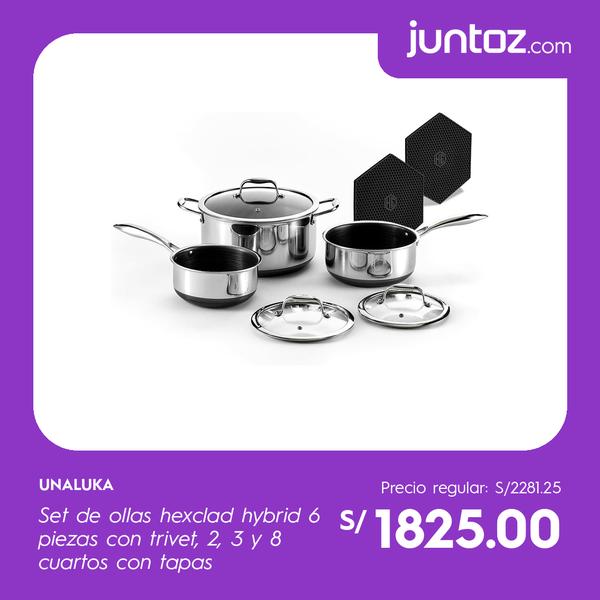 juntoz.com
UNALUKA
Set de ollas hexclad hybrid 6
piezas con trivet, 2, 3 y 8
cuartos con tapas
Precio regular: S/2281.25
S/1825.00